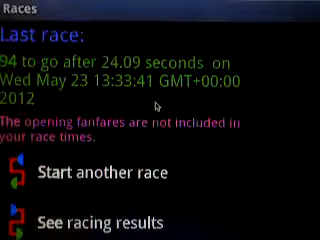 Races
Last race:
94 to go after 24.09 seconds on
Wed May 23 13:33:41 GMT+00:00
2012
The opening fanfares are not included in
your race times.
Start another race
See racing results